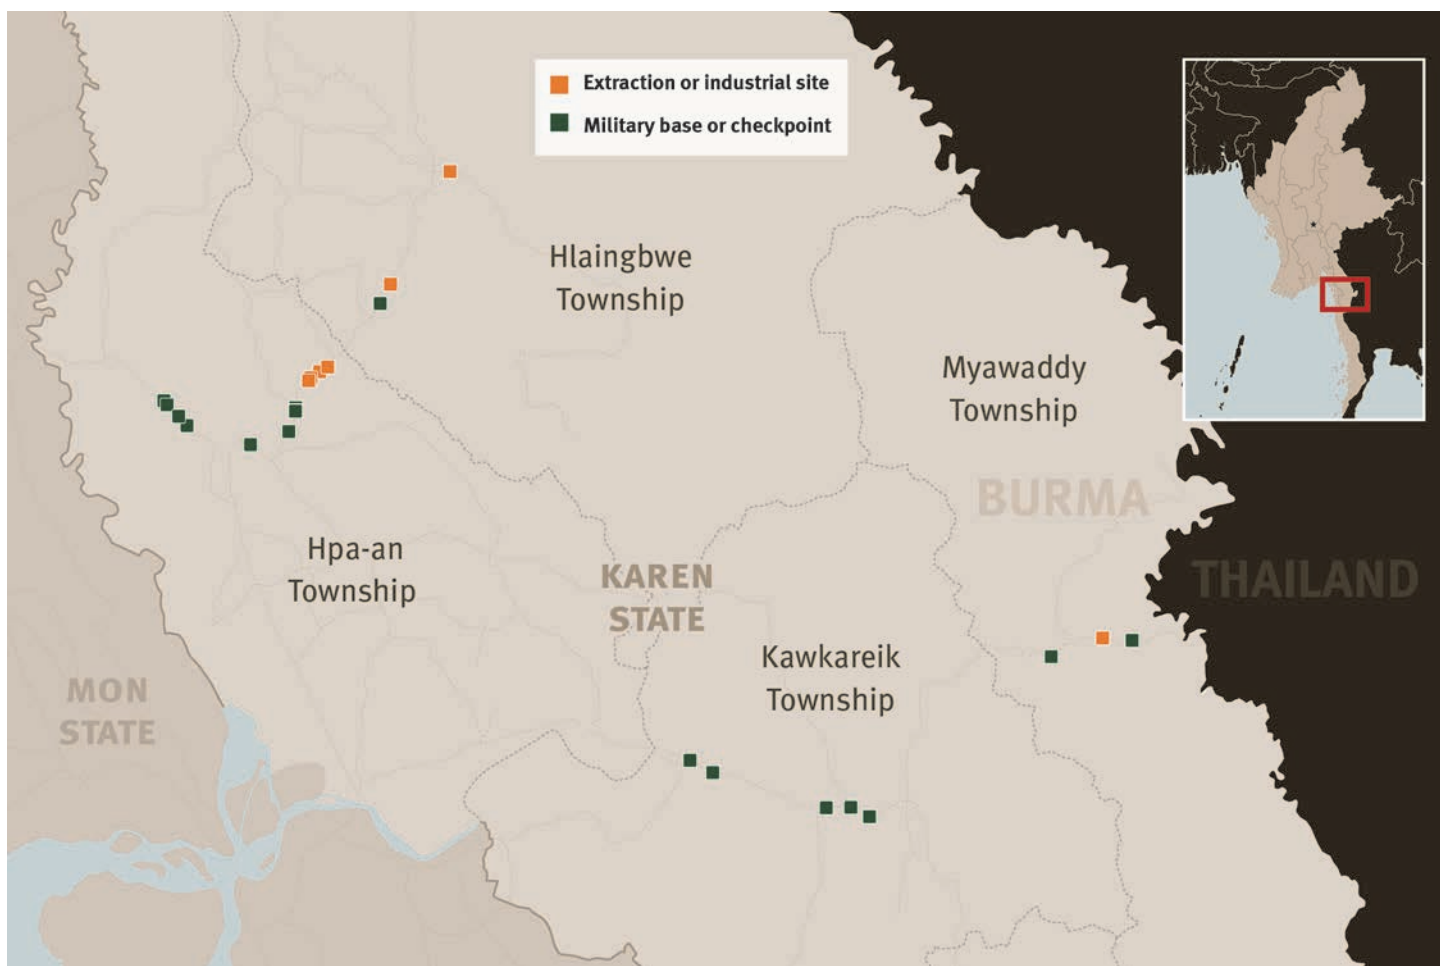 Extraction or industrial site
Military base or checkpoint
Hlaingbwe
Township
Myawaddy
Township
BURMA
THAILAND
Hpa-an
Township
KAREN
STATE
Kawkareik
Township
MON
STATE